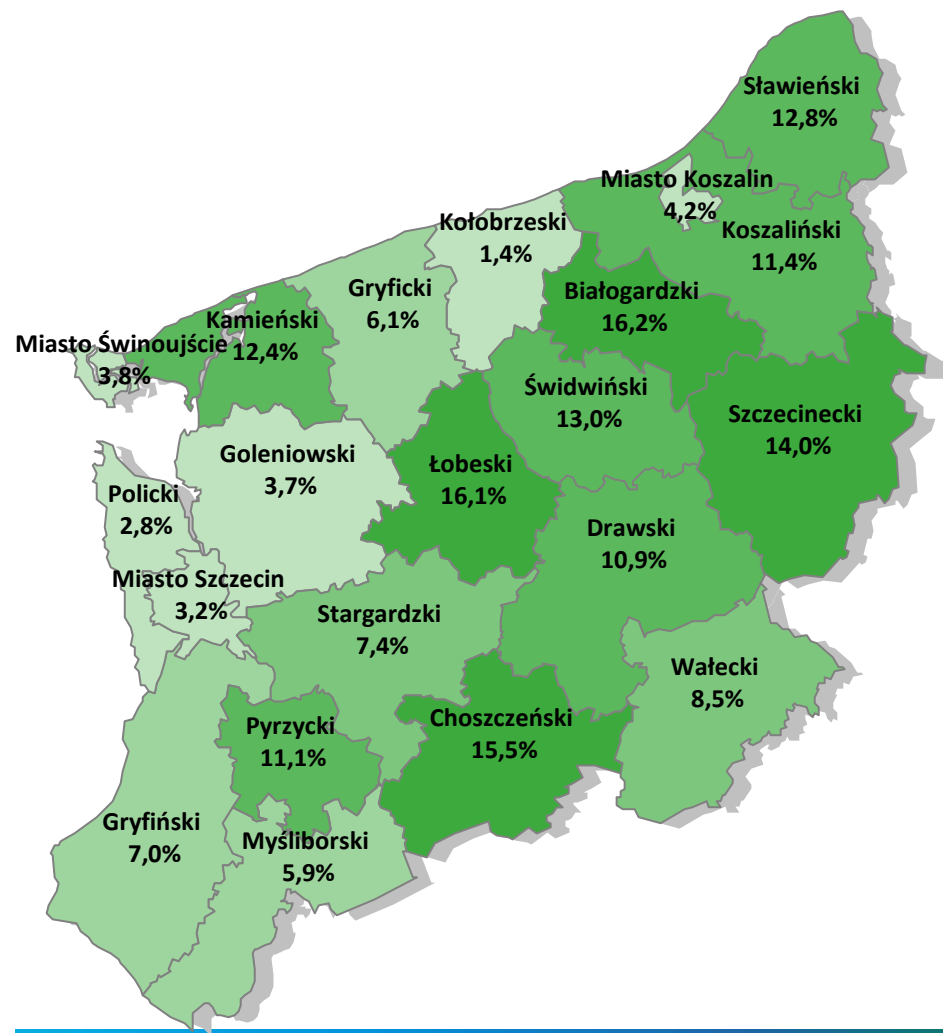 Sławieński
12,8%
Miasto Koszalin
4,2%
Kołobrzeski
1,4%
Koszaliński
11,4%
Gryficki
6,1%
Białogardzki
16,2%
Kamieński
12,4%
Miasto Świnoujście
3,8%
Świdwiński
13,0%
Szczecinecki
14,0%
Goleniowski
3,7%
Łobeski
16,1%
Policki
2,8%
Drawski
10,9%
Miasto Szczecin
3,2%
Stargardzki
7,4%
Wałecki
8,5%
Choszczeński
15,5%
Pyrzycki
11,1%
Gryfiński
7,0%
Myśliborski
5,9%